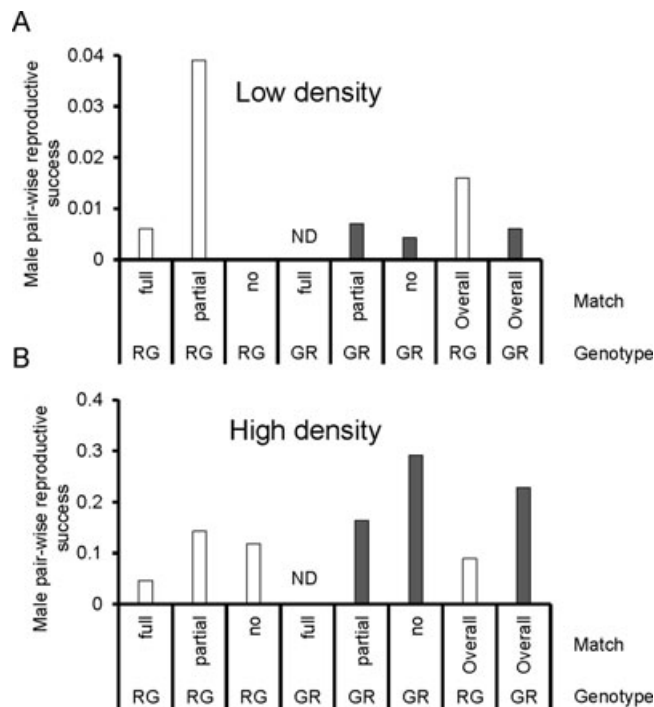 A
Male pair-wise reproductive
success
0.04
0.03
0.02
0.01
0
Low density
ND
full partial no full partial no Overall Overall Match
RG RG RG GR GR GR RG GR Genotype
B
Male pair-wise reproductive
success
0.4
0.3
0.2
0.1
0
High density
ND
full partial no full partial no Overall Overall Match
RG RG RG GR GR GR RG GR Genotype